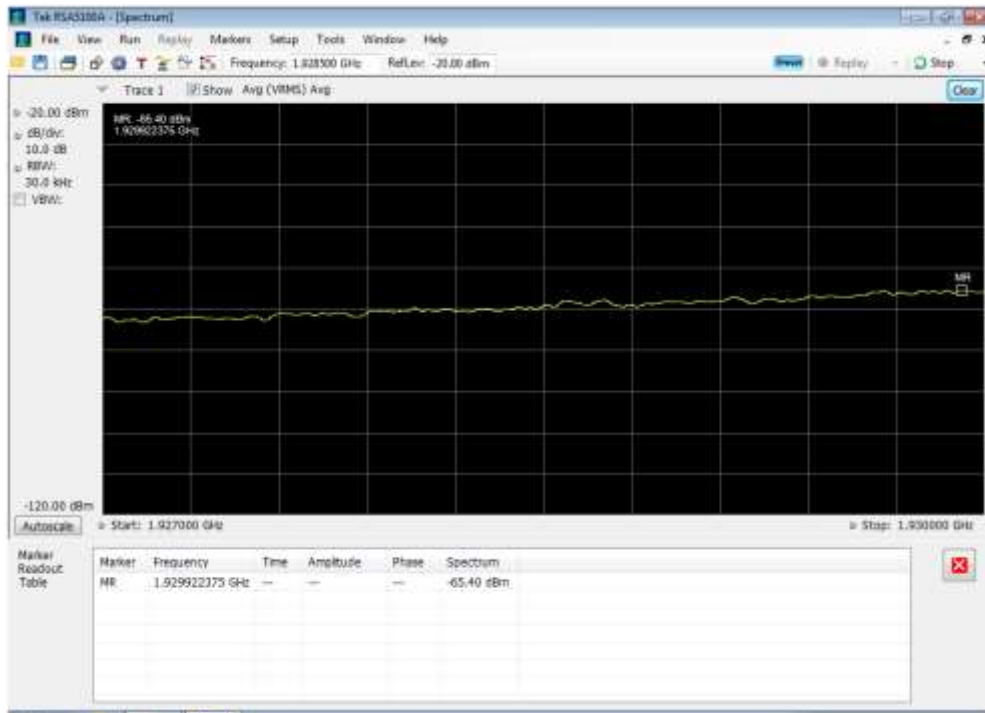 Tek RSA5100A - [Spectrum]
File View Run Replay Markers Setup Tools Window Help
Frequency: 1.928500 GHz RefLev: -20.00 dBm Preset Replay Stop
Trace 1 Show Avg (VRMS) Avg Clear
-20.00 dBm
dB/div:
10.0 dB
RBW:
30.0 kHz
VBW:
MR: -65.40 dBm
1.929922375 GHz
MR
-120.00 dBm
Autoscale Start: 1.927000 GHz Stop: 1.930000 GHz
Marker
Readout
Table
Marker Frequency Time Amplitude Phase Spectrum
MR 1.929922375 GHz --- --- --- -65.40 dBm